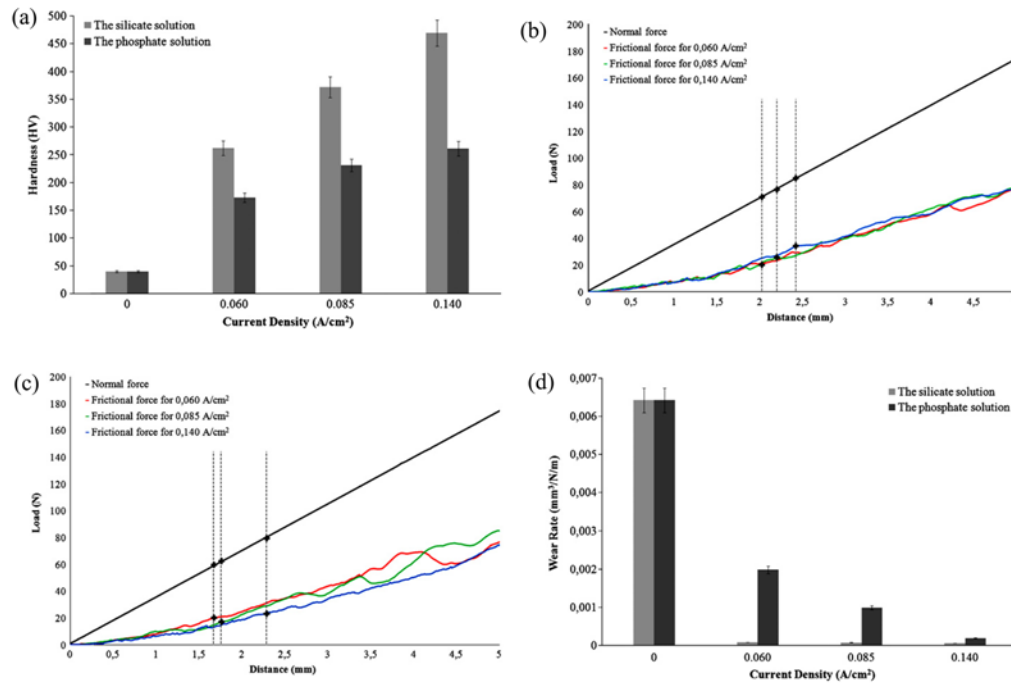 (a)
The silicate solution
The phosphate solution
500
450
400
350
300
250
200
150
100
50
0
Hardness (HV)
0
0.060
0.085
0.140
Current Density (A/cm²)
(b)
Normal force
Frictional force for 0,060 A/cm²
Frictional force for 0,085 A/cm²
Frictional force for 0,140 A/cm²
200
180
160
140
120
100
80
60
40
20
0
Load (N)
0
0,5
1
1,5
2
2,5
3
3,5
4
4,5
Distance (mm)
(c)
Normal force
Frictional force for 0,060 A/cm²
Frictional force for 0,085 A/cm²
Frictional force for 0,140 A/cm²
200
180
160
140
120
100
80
60
40
20
0
Load (N)
0
0,5
1
1,5
2
2,5
3
3,5
4
4,5
5
Distance (mm)
(d)
The silicate solution
The phosphate solution
0,007
0,006
0,005
0,004
0,003
0,002
0,001
0
Wear Rate (mm³/N/m)
0
0.060
0.085
0.140
Current Density (A/cm²)